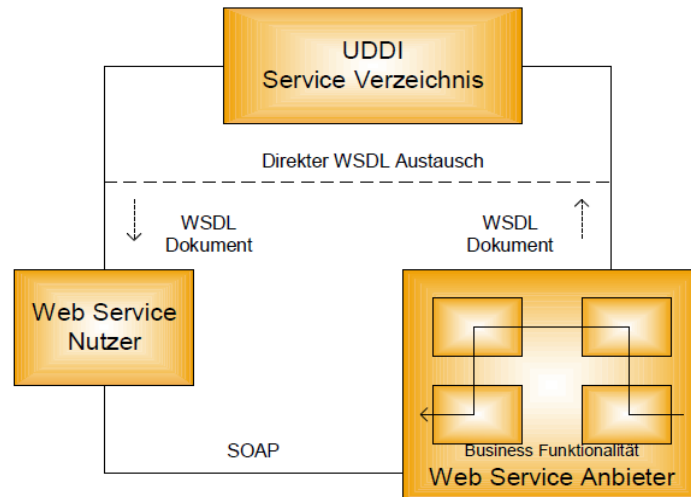 UDDI
Service Verzeichnis
Direkter WSDL Austausch
WSDL
Dokument
WSDL
Dokument
Web Service
Nutzer
SOAP
Business Funktionalität
Web Service Anbieter